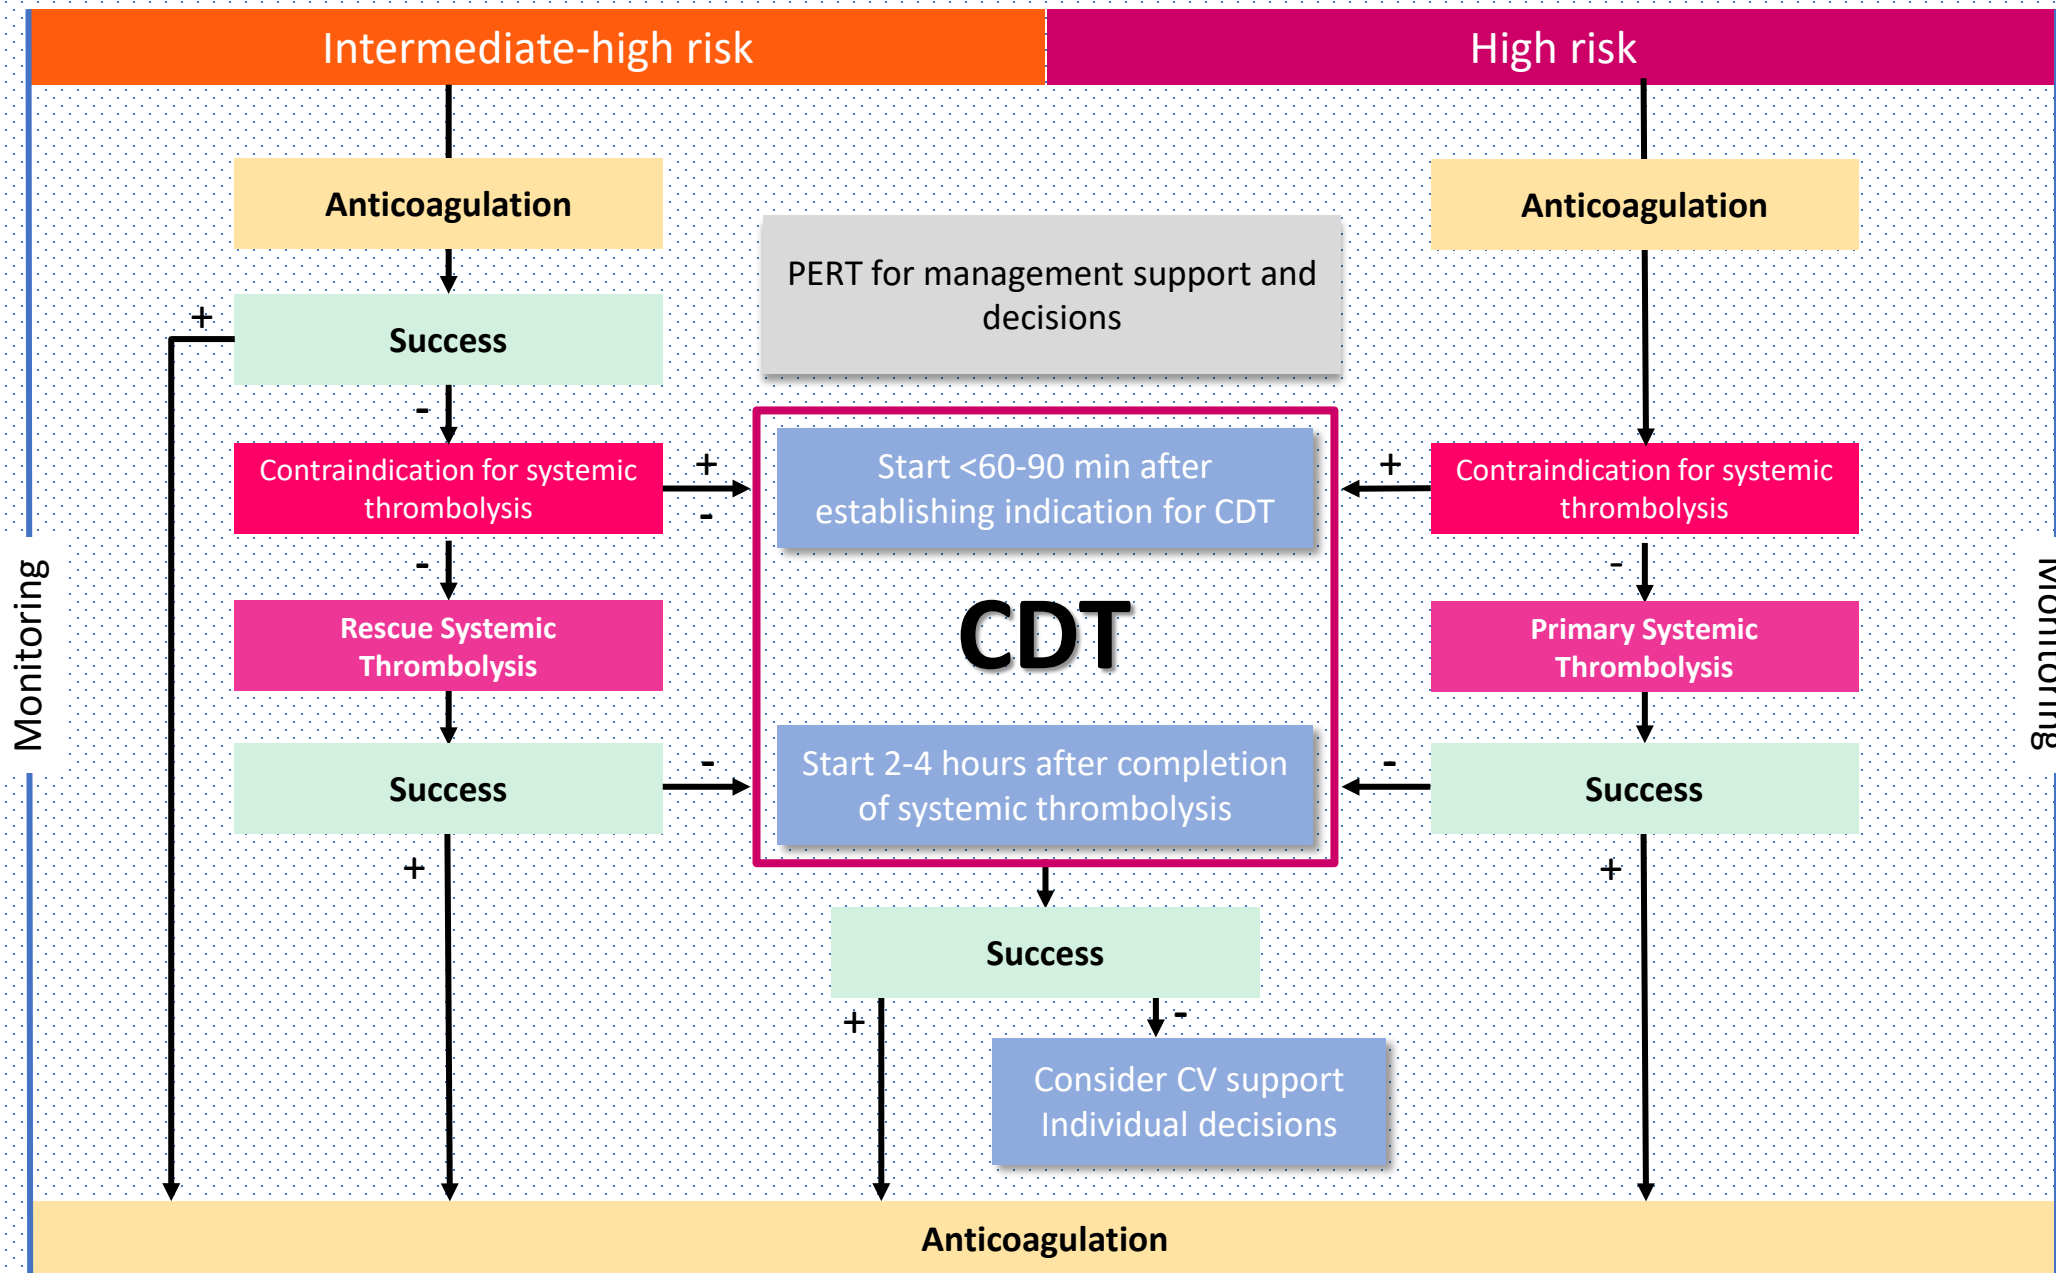 Intermediate-high risk
High risk
Anticoagulation
Anticoagulation
PERT for management support and
decisions
+
Success
-
Contraindication for systemic
thrombolysis
+
-
Start <60-90 min after
establishing indication for CDT
+
Contraindication for systemic
thrombolysis
-
-
Monitoring
Monitoring
Rescue Systemic
Thrombolysis
CDT
Primary Systemic
Thrombolysis
Success
-
Start 2-4 hours after completion
of systemic thrombolysis
-
Success
+
+
Success
+
-
Consider CV support
Individual decisions
Anticoagulation